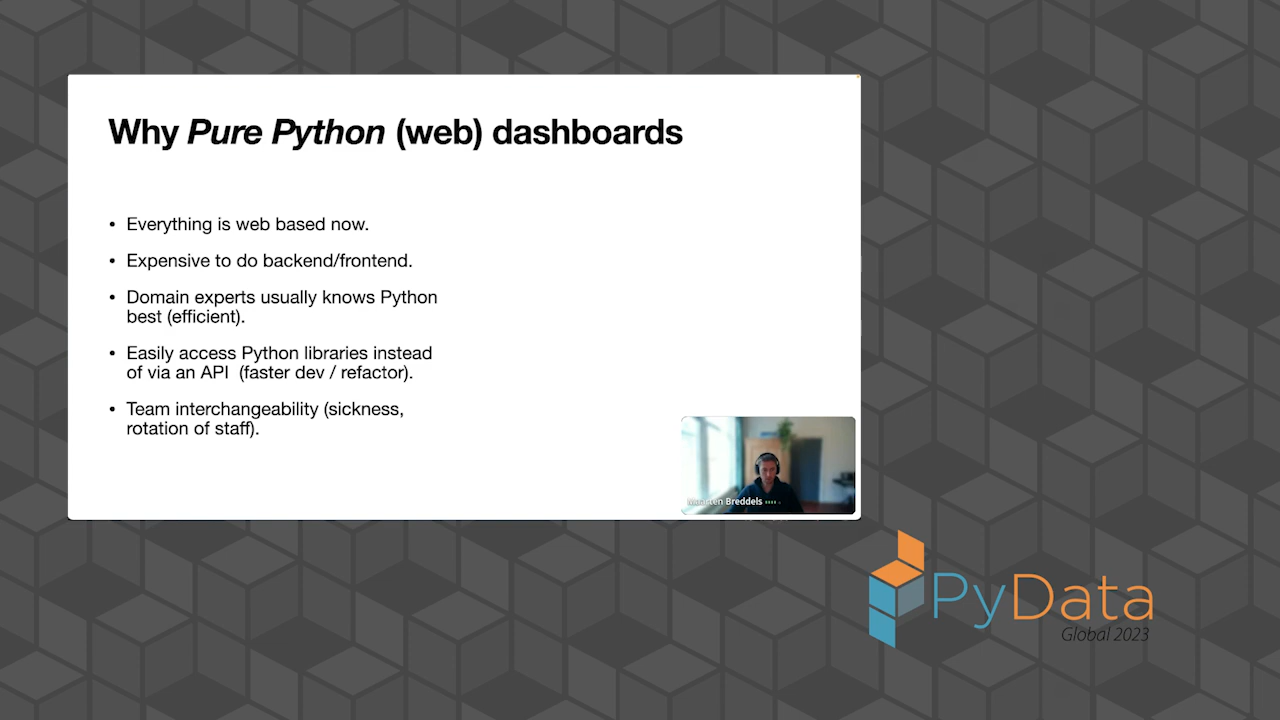 Why Pure Python (web) dashboards
• Everything is web based now.
• Expensive to do backend/frontend.
• Domain experts usually knows Python
best (efficient).
• Easily access Python libraries instead
of via an API (faster dev / refactor).
• Team interchangeability (sickness,
rotation of staff).
Maarten Breddels
PyData
Global 2023